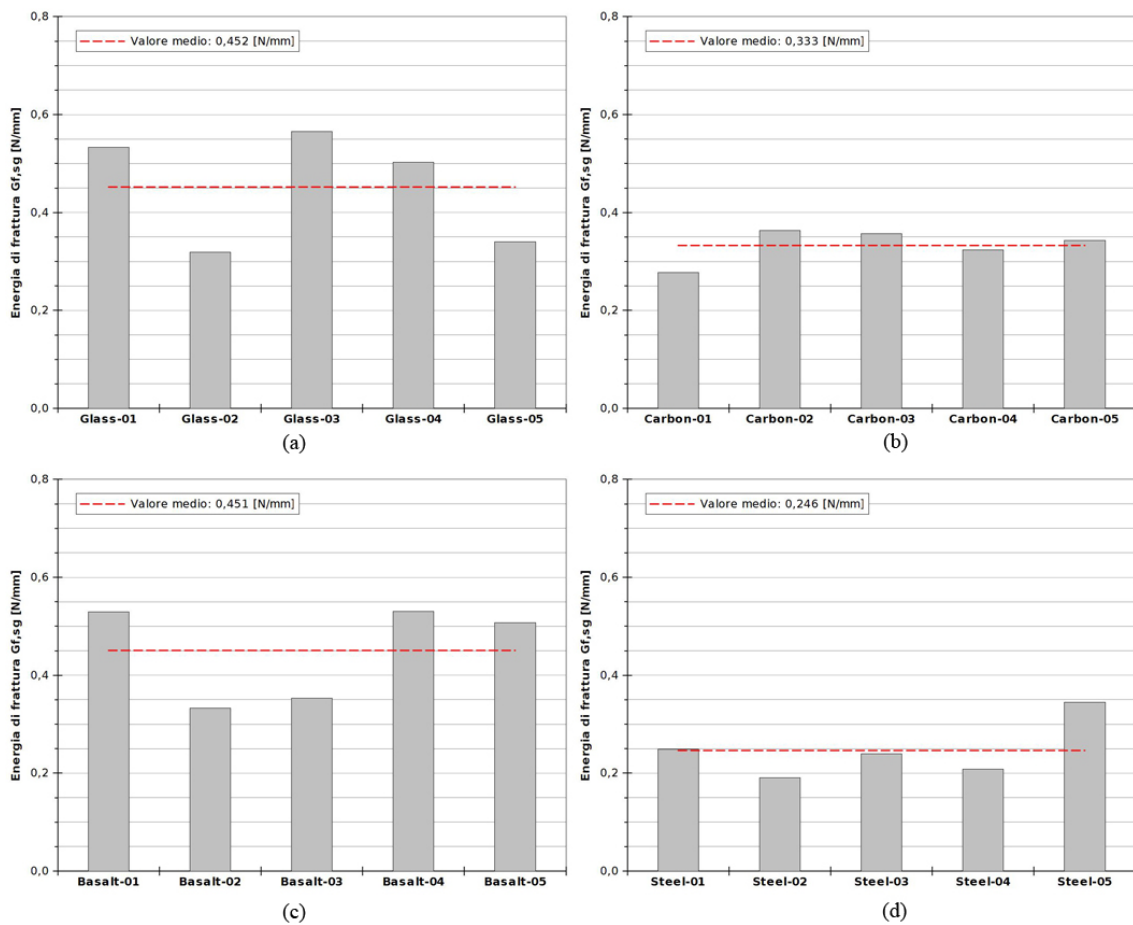 Valore medio: 0,452 [N/mm]
Energia di frattura Gf,sg [N/mm]
0,8
0,6
0,4
0,2
0,0
Glass-01 Glass-02 Glass-03 Glass-04 Glass-05
(a)
Valore medio: 0,333 [N/mm]
Energia di frattura Gf,sg [N/mm]
0,8
0,6
0,4
0,2
0,0
Carbon-01 Carbon-02 Carbon-03 Carbon-04 Carbon-05
(b)
Valore medio: 0,451 [N/mm]
Energia di frattura Gf,sg [N/mm]
0,8
0,6
0,4
0,2
0,0
Basalt-01 Basalt-02 Basalt-03 Basalt-04 Basalt-05
(c)
Valore medio: 0,246 [N/mm]
Energia di frattura Gf,sg [N/mm]
0,8
0,6
0,4
0,2
0,0
Steel-01 Steel-02 Steel-03 Steel-04 Steel-05
(d)